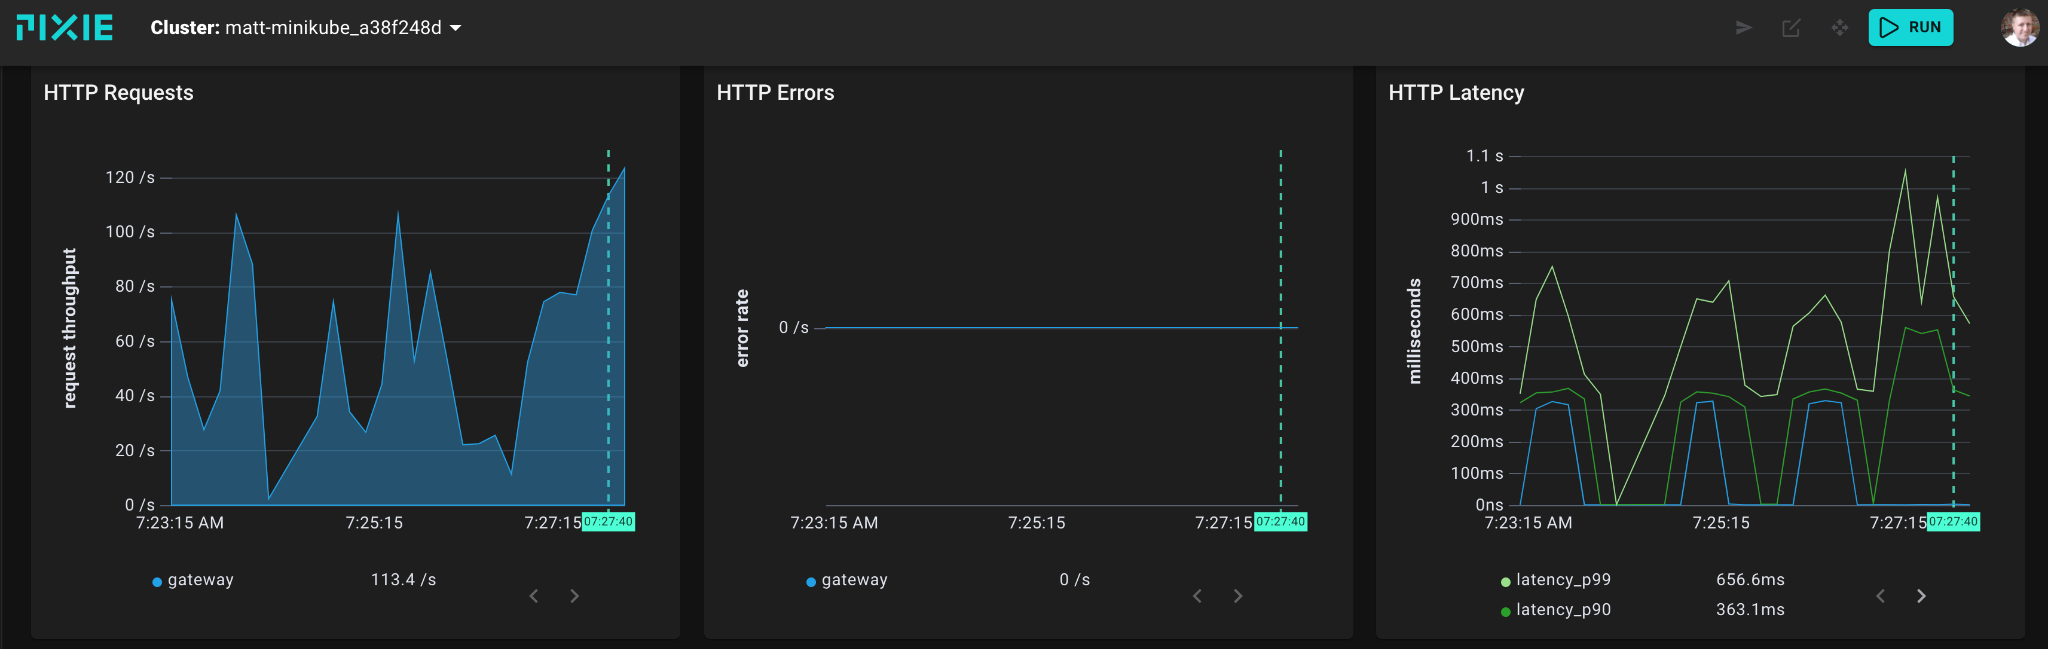 PIXIE
Cluster: matt-minikube_a38f248d
RUN
HTTP Requests
120 /s
100 /s
80 /s
60 /s
40 /s
20 /s
0 /s
request throughput
7:23:15 AM
7:25:15
7:27:15
07:27:40
gateway
113.4 /s
HTTP Errors
0 /s
error rate
7:23:15 AM
7:25:15
7:27:15
07:27:40
gateway
0 /s
HTTP Latency
1.1 s
1 s
900ms
800ms
700ms
600ms
500ms
400ms
300ms
200ms
100ms
0ns
milliseconds
7:23:15 AM
7:25:15
7:27:15
07:27:40
latency_p99
656.6ms
latency_p90
363.1ms